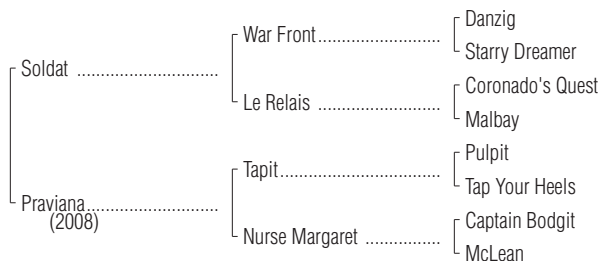 Danzig
War Front
Starry Dreamer
Soldat
Coronado's Quest
Le Relais
Malbay
Pulpit
Tapit
Tap Your Heels
Praviana
(2008)
Captain Bodgit
Nurse Margaret
McLean